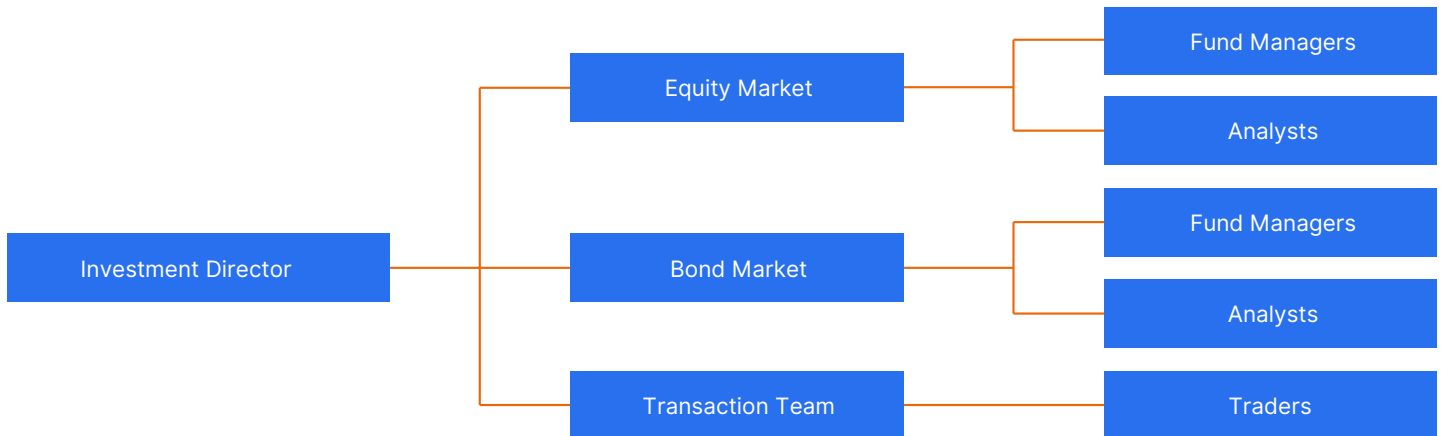 Investment Director
Equity Market
Fund Managers
Analysts
Bond Market
Fund Managers
Analysts
Transaction Team
Traders